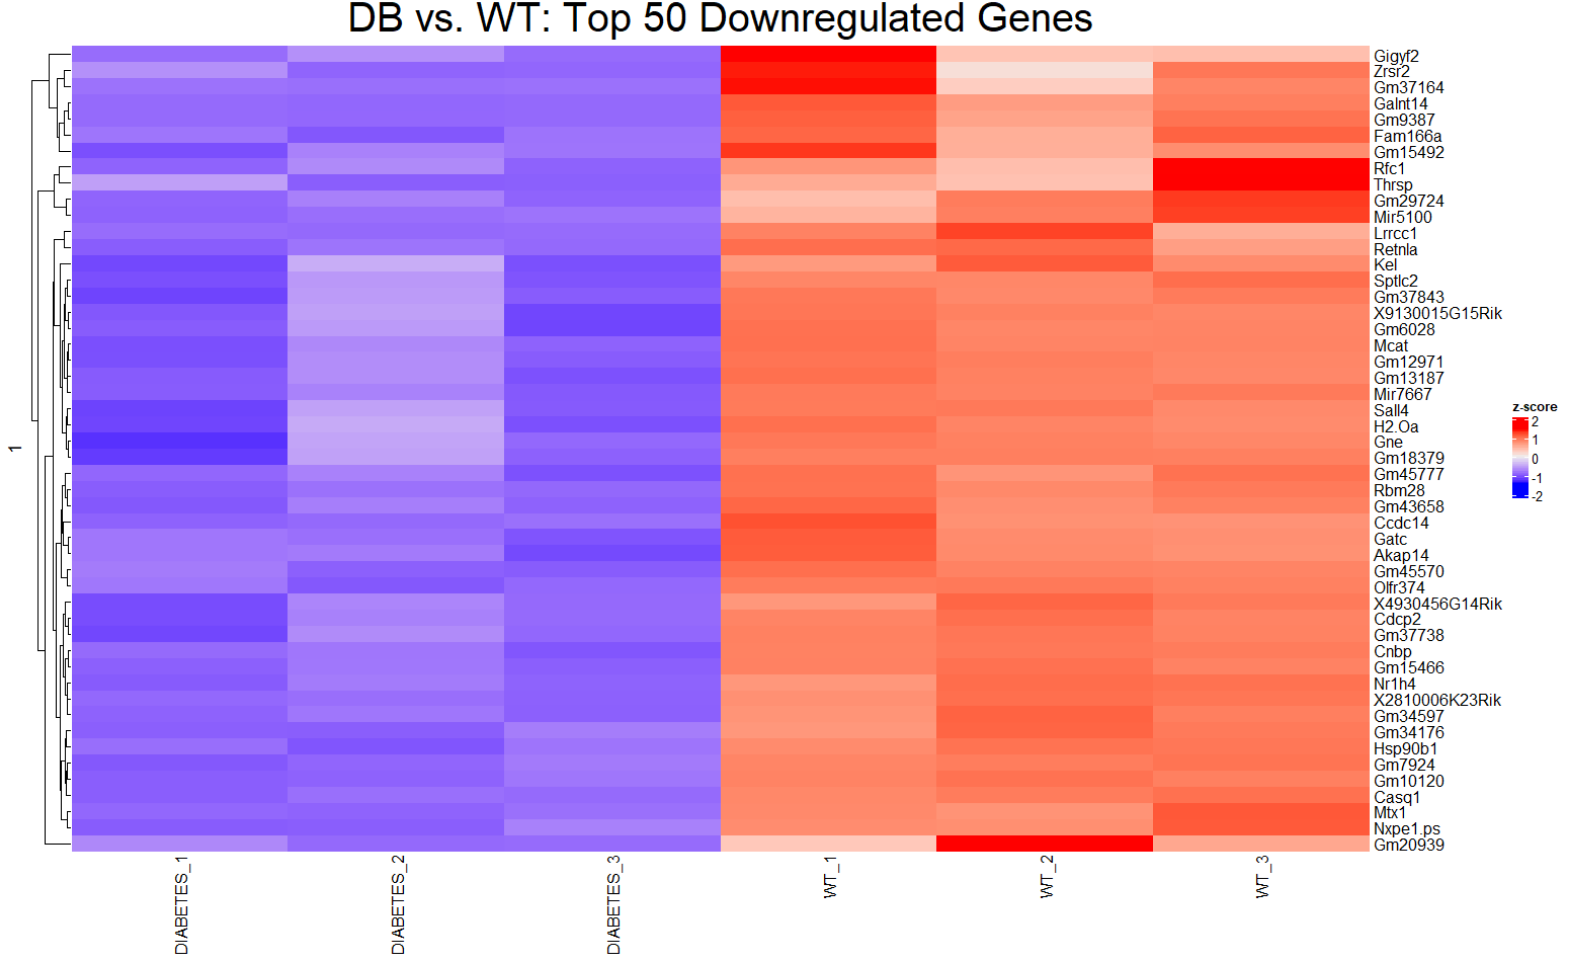 DB vs. WT: Top 50 Downregulated Genes
Gigyf2
Zrsr2
Gm37164
Galnt14
Gm9387
Fam166a
Gm15492
Rfc1
Thrsp
Gm29724
Mir5100
Lrrcc1
Retnla
Kel
Sptlc2
Gm37843
X9130015G15Rik
Gm6028
Mcat
Gm12971
Gm13187
Mir7667
Sall4
H2.Oa
Gne
Gm18379
Gm45777
Rbm28
Gm43658
Ccdc14
Gatc
Akap14
Gm45570
Olfr374
X4930456G14Rik
Cdcp2
Gm37738
Cnbp
Gm15466
Nr1h4
X2810006K23Rik
Gm34597
Gm34176
Hsp90b1
Gm7924
Gm10120
Casq1
Mtx1
Nxpe1.ps
Gm20939
1
z-score
2
1
0
-1
-2
DIABETES_1
DIABETES_2
DIABETES_3
WT_1
WT_2
WT_3